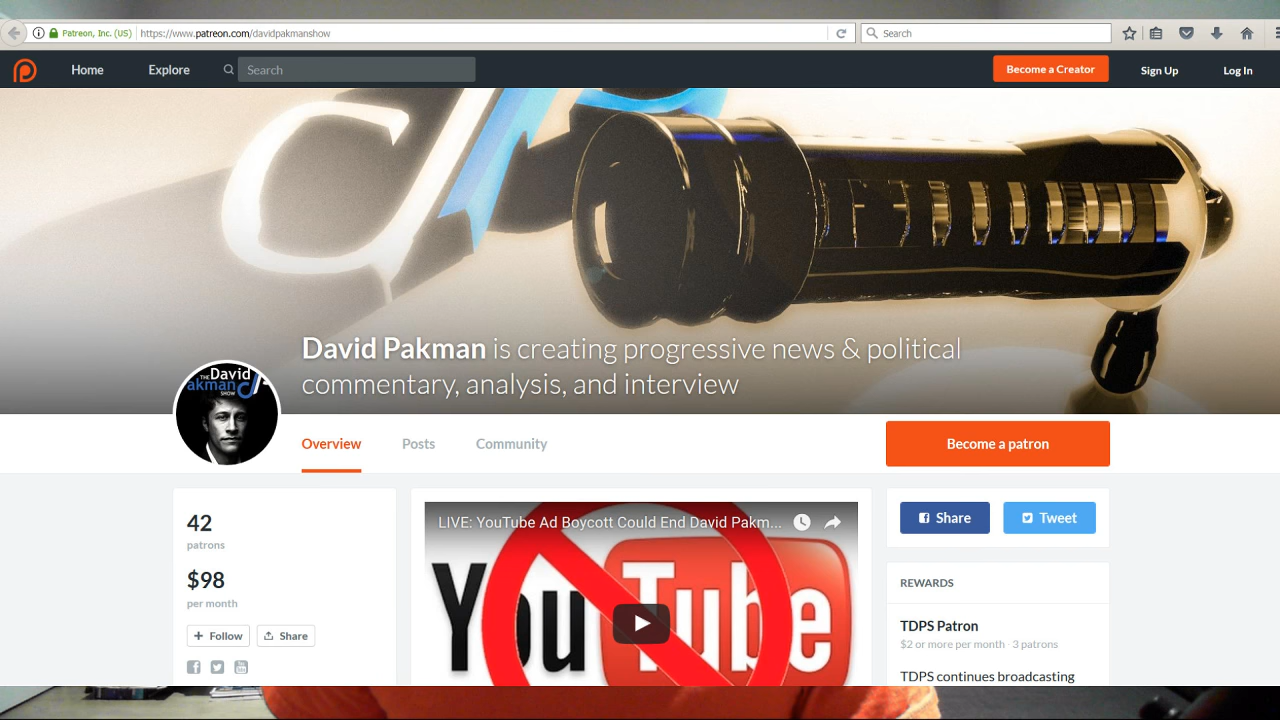 Patreon, Inc. (US)
https://www.patreon.com/davidpakmanshow
Search
Home
Explore
Search
Become a Creator
Sign Up
Log In
David Pakman is creating progressive news & political
commentary, analysis, and interview
THE David
akman
SHOW
Overview
Posts
Community
Become a patron
42
patrons
$98
per month
+ Follow
Share
LIVE: YouTube Ad Boycott Could End David Pakm...
YouTube
Share
Tweet
REWARDS
TDPS Patron
$2 or more per month · 3 patrons
TDPS continues broadcasting